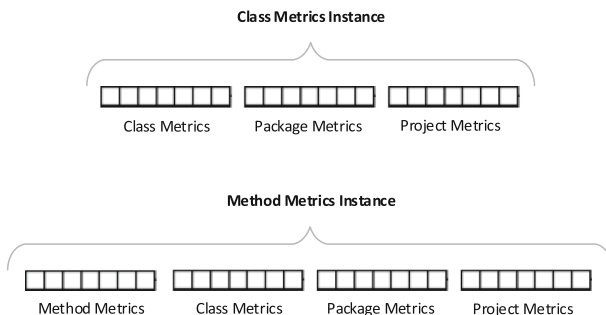 Class Metrics Instance
Class Metrics Package Metrics Project Metrics
Method Metrics Instance
Method Metrics Class Metrics Package Metrics Project Metrics